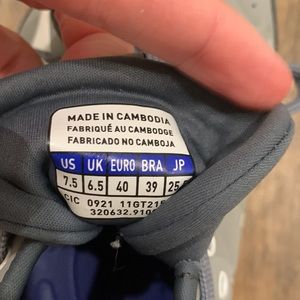 MADE IN CAMBODIA
FABRIQUÉ AU CAMBODGE
FABRICADO NO CAMBOJA
US UK EURO BRA JP
7.5 6.5 40 39
C/C 0921